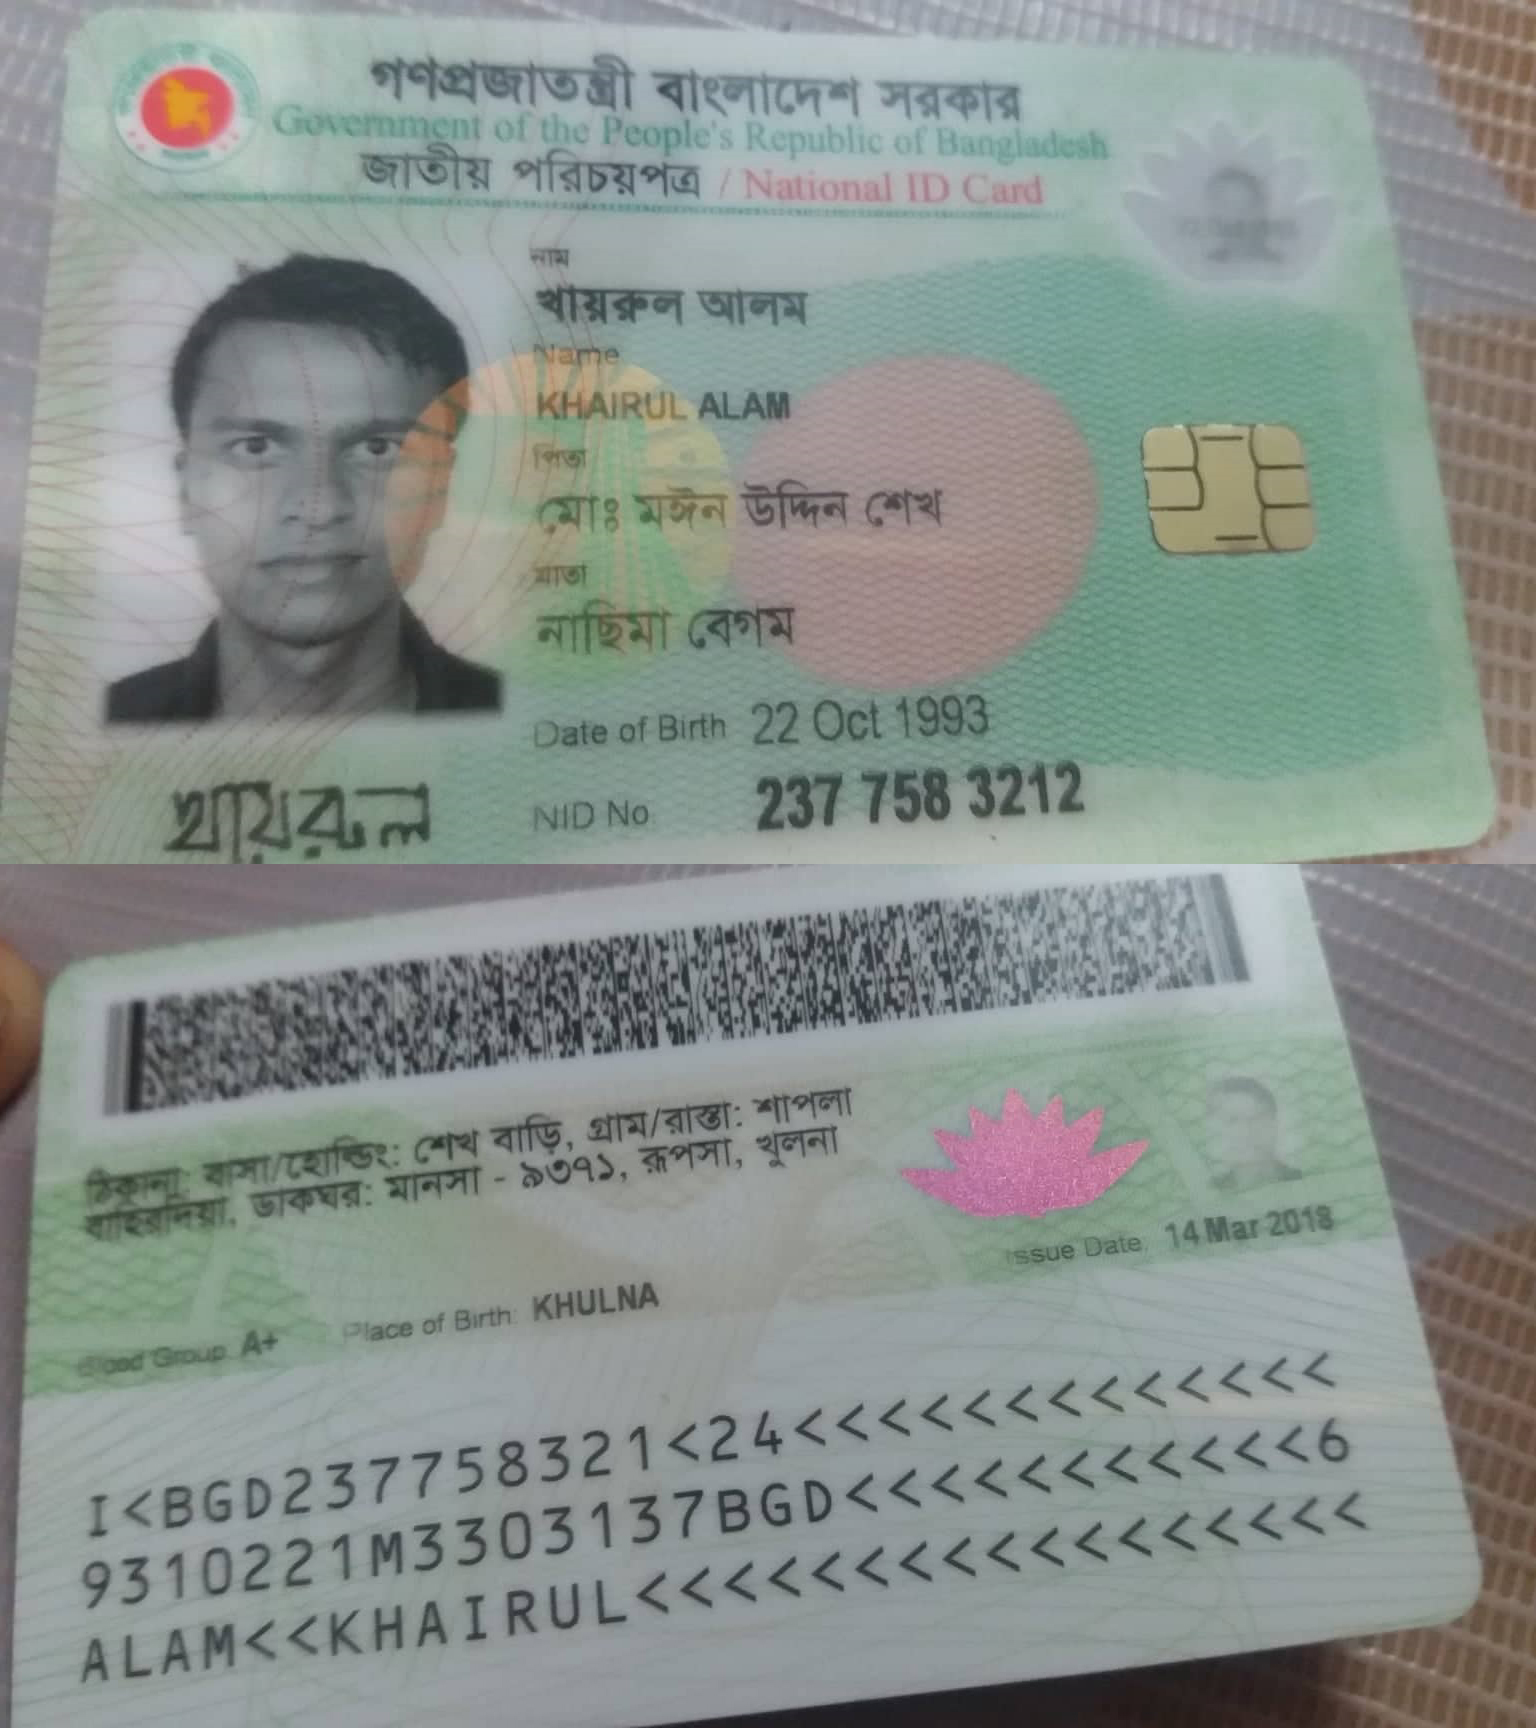 গণপ্রজাতন্ত্রী বাংলাদেশ সরকার
Government of the People's Republic of Bangladesh
জাতীয় পরিচয়পত্র / National ID Card
নাম
খায়রুল আলম
Name
KHAIRUL ALAM
পিতা
মোঃ মঈন উদ্দিন শেখ
মাতা
নাছিমা বেগম
Date of Birth 22 Oct 1993
NID No. 237 758 3212
খায়রুল
ঠিকানা: বাসা/হোল্ডিং: শেখ বাড়ি, গ্রাম/রাস্তা: শাপলা
বাহিরদিয়া, ডাকঘর: মানসা - ৯৩৭১, রূপসা, খুলনা
Issue Date: 14 Mar 2018
Blood Group: A+ Place of Birth: KHULNA
I<BGD237758321<24<<<<<<<<<<<<<
9310221M3303137BGD<<<<<<<<<<<6
ALAM<<KHAIRUL<<<<<<<<<<<<<<<<<